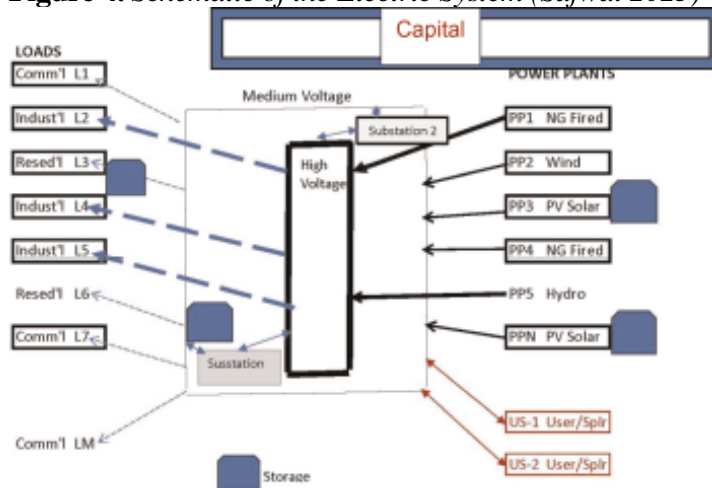 Figure 4. Schematic of the Electric System (Safwat 2025)
Capital
LOADS
POWER PLANTS
Comm'l L1
Medium Voltage
Indust'l L2
Substation 2
PP1 NG Fired
Resed'l L3
High
Voltage
PP2 Wind
Indust'l L4
PP3 PV Solar
Indust'l L5
PP4 NG Fired
Resed'l L6
PP5 Hydro
Comm'l L7
Susstation
PPN PV Solar
US-1 User/Splr
Comm'l LM
US-2 User/Splr
Storage